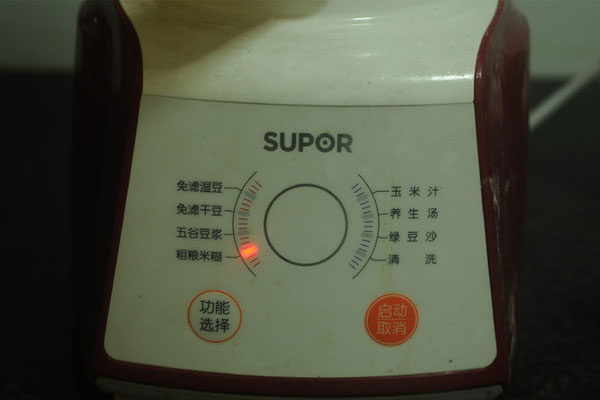 SUPOR
免滤湿豆
免滤干豆
五谷豆浆
粗粮米糊
玉米汁
养生汤
绿豆沙
清洗
功能
选择
启动
取消